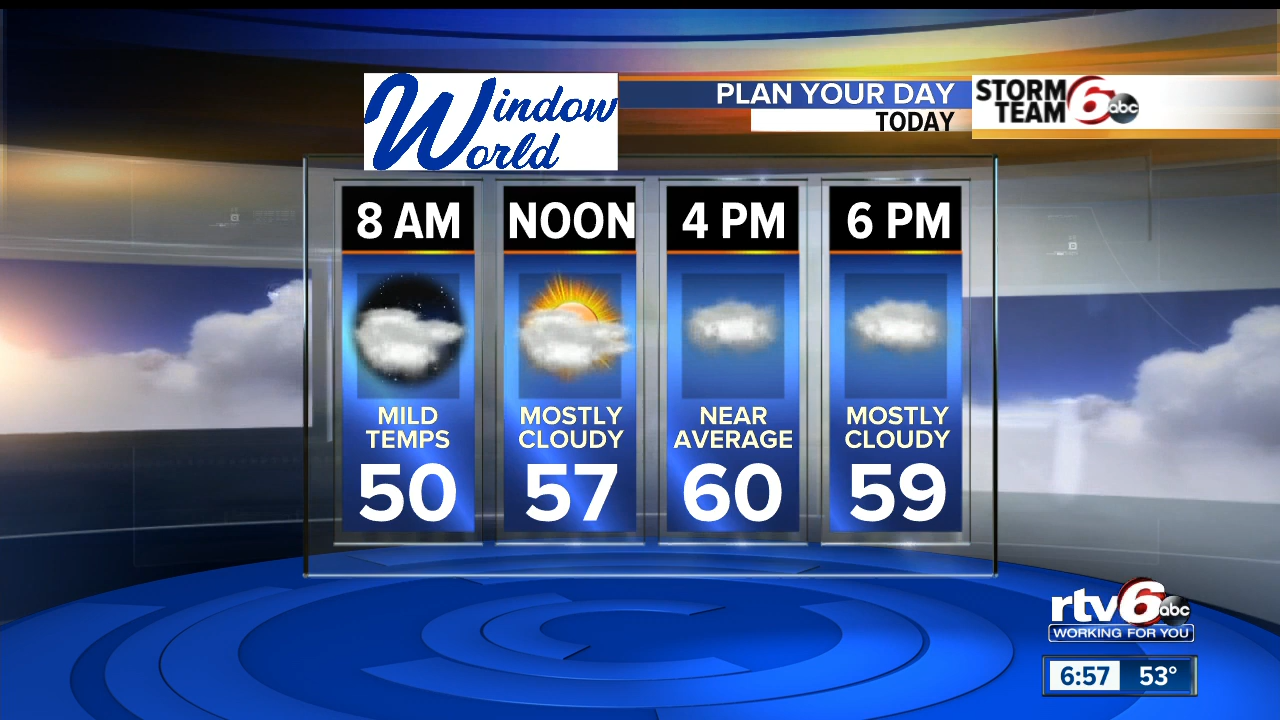 Window
World
PLAN YOUR DAY
TODAY
STORM
TEAM 6 abc
8 AM
NOON
4 PM
6 PM
MILD
TEMPS
50
MOSTLY
CLOUDY
57
NEAR
AVERAGE
60
MOSTLY
CLOUDY
59
rtv6 abc
WORKING FOR YOU
6:57 53°